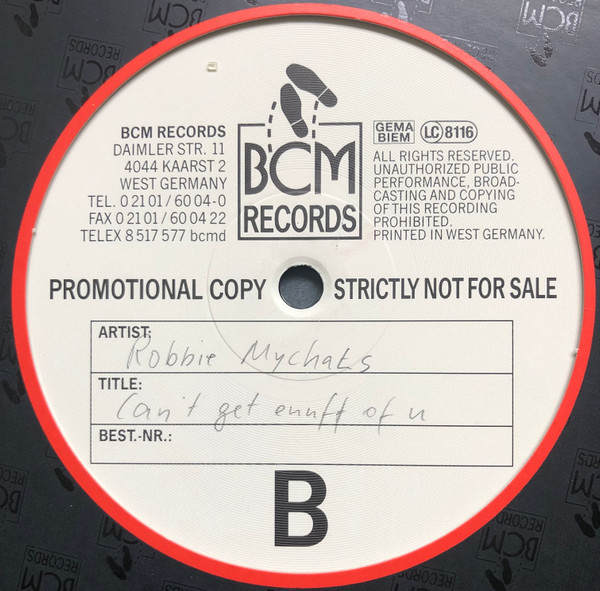 BCM RECORDS
DAIMLER STR. 11
4044 KAARST 2
WEST GERMANY
TEL. 0 21 01 / 60 04-0
FAX 0 21 01 / 60 04 22
TELEX 8 517 577 bcmd
BCM
RECORDS
GEMA
BIEM
LC 8116
ALL RIGHTS RESERVED.
UNAUTHORIZED PUBLIC
PERFORMANCE, BROAD-
CASTING AND COPYING
OF THIS RECORDING
PROHIBITED.
PRINTED IN WEST GERMANY.
PROMOTIONAL COPY STRICTLY NOT FOR SALE
ARTIST: Robbie Mychals
TITLE: Can't get enuff of u
BEST.-NR.:
B
BCM
RECORDS